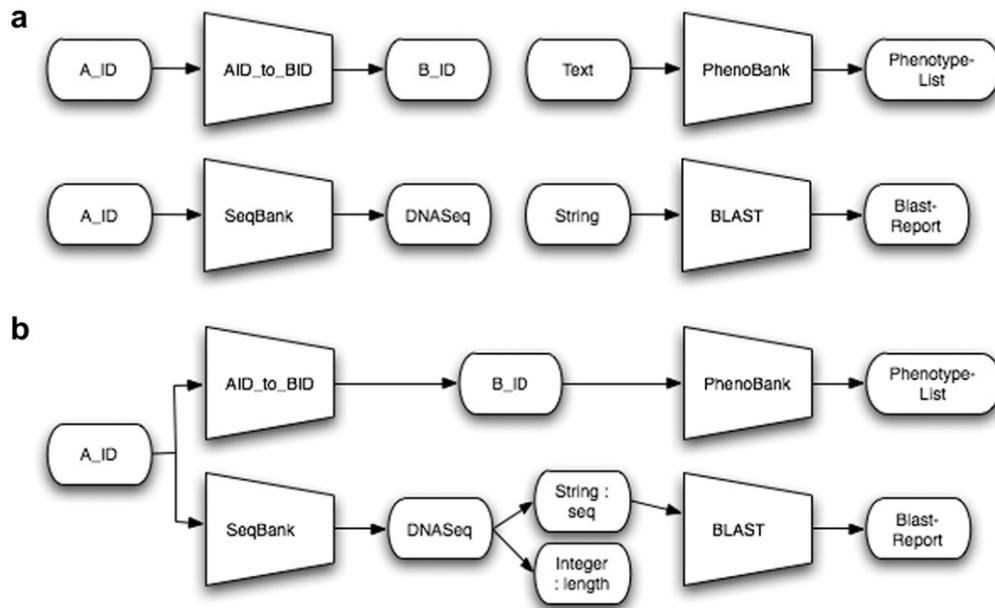 a
A_ID
AID_to_BID
B_ID
Text
PhenoBank
Phenotype-
List
A_ID
SeqBank
DNASeq
String
BLAST
Blast-
Report
b
A_ID
AID_to_BID
B_ID
PhenoBank
Phenotype-
List
SeqBank
DNASeq
String :
seq
Integer
: length
BLAST
Blast-
Report